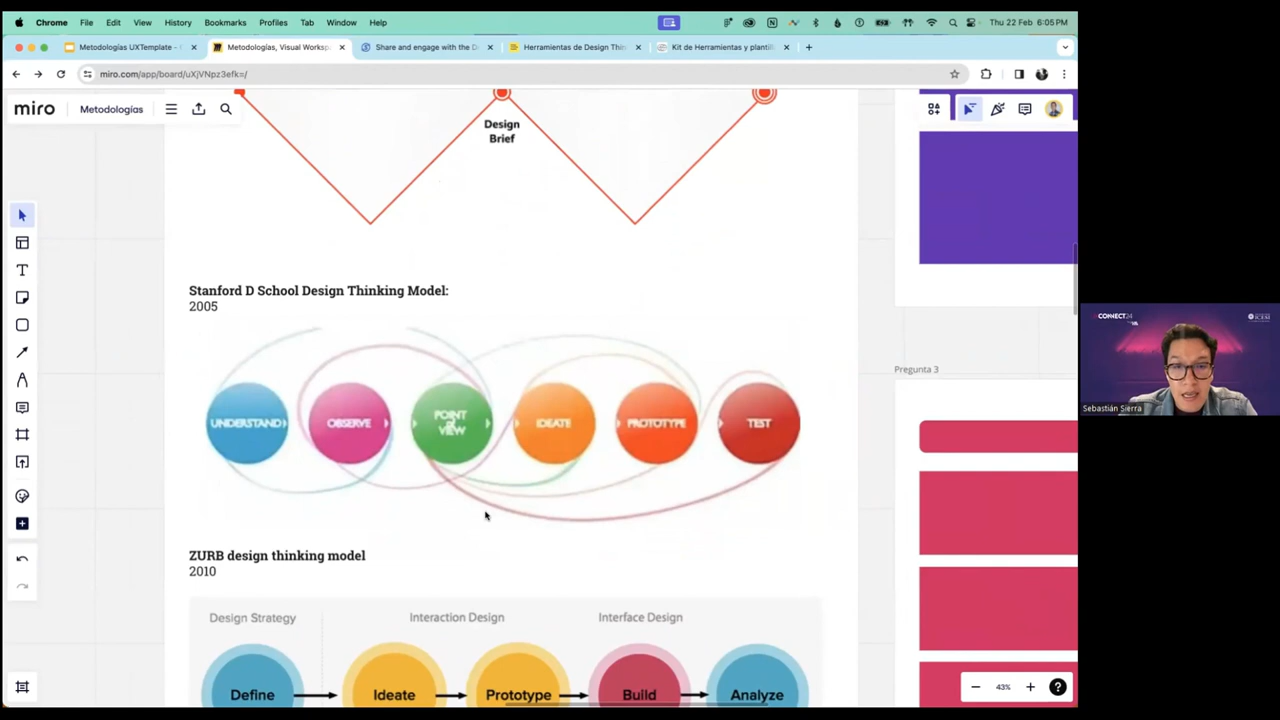 Chrome File Edit View History Bookmarks Profiles Tab Window Help
Thu 22 Feb 6:05 PM
Metodologías UXTemplate -
Metodologías, Visual Worksp
Share and engage with the D
Herramientas de Design Thin
Kit de Herramientas y plantill
miro.com/app/board/uXjVNpz3efk=/
miro
Metodologías
Design
Brief
Stanford D School Design Thinking Model:
2005
UNDERSTAND
OBSERVE
POINT
OF
VIEW
IDEATE
PROTOTYPE
TEST
Pregunta 3
CONNECT24
Sebastián Sierra
ZURB design thinking model
2010
Design Strategy
Interaction Design
Interface Design
Define
Ideate
Prototype
Build
Analyze
43%